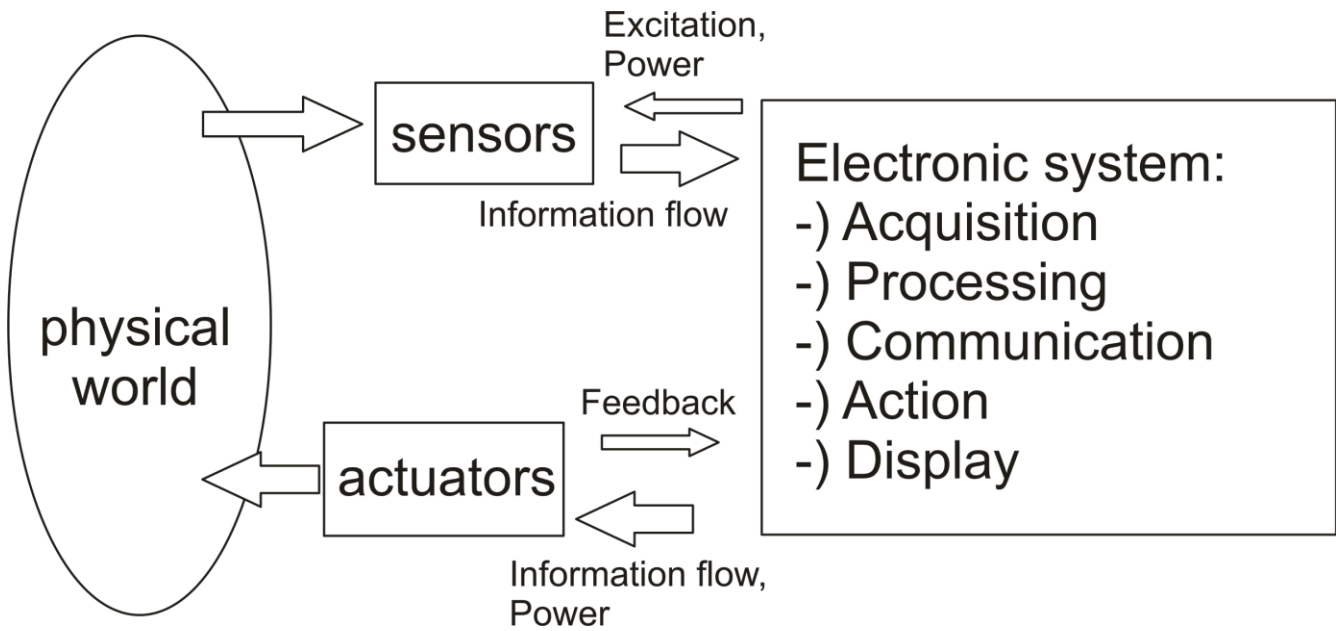 Excitation,
Power
sensors
Information flow
physical
world
Electronic system:
-) Acquisition
-) Processing
-) Communication
-) Action
-) Display
Feedback
actuators
Information flow,
Power